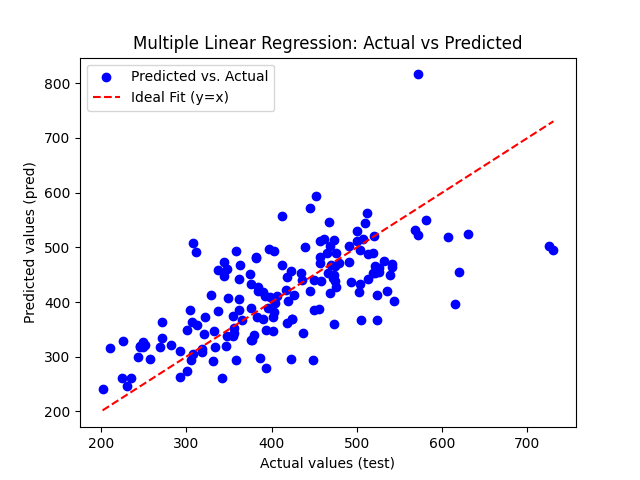 Multiple Linear Regression: Actual vs Predicted
Predicted vs. Actual
Ideal Fit (y=x)
800
700
600
500
400
300
200
Predicted values (pred)
200 300 400 500 600 700
Actual values (test)